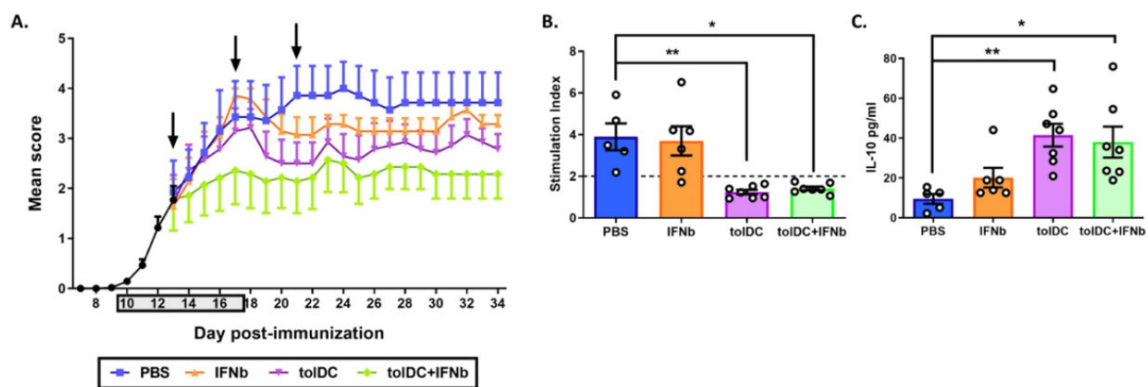 A.
5
4
3
2
1
0
Mean score
8 10 12 14 16 18 20 22 24 26 28 30 32 34
Day post-immunization
PBS IFNb tolDC tolDC+IFNb
B.
*
**
8
6
4
2
0
Stimulation Index
PBS IFNb tolDC tolDC+IFNb
C.
*
**
80
60
40
20
0
IL-10 pg/ml
PBS IFNb tolDC tolDC+IFNb